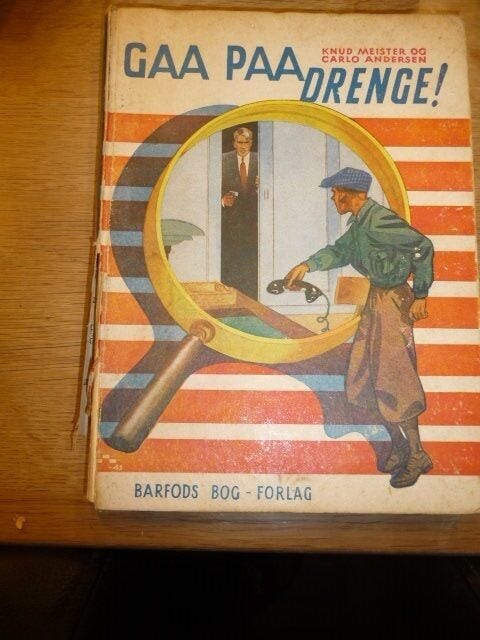 KNUD MEISTER OG
CARLO ANDERSEN
GAA PAA
DRENGE!
BARFODS BOG - FORLAG